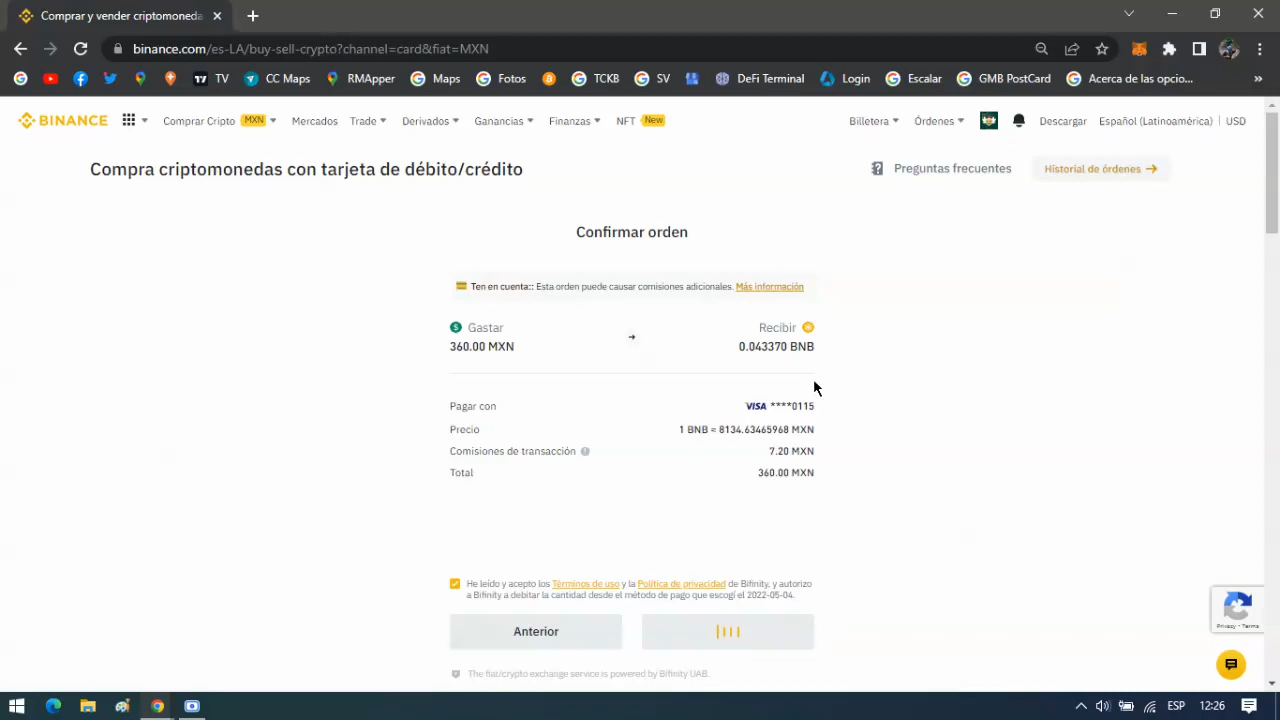 Comprar y vender criptomoneda
binance.com/es-LA/buy-sell-crypto?channel=card&fiat=MXN
TV CC Maps RMApper Maps Fotos TCKB SV DeFi Terminal Login Escalar GMB PostCard Acerca de las opcio...
BINANCE Comprar Cripto MXN Mercados Trade Derivados Ganancias Finanzas NFT New Billetera Órdenes Descargar Español (Latinoamérica) | USD
Compra criptomonedas con tarjeta de débito/crédito Preguntas frecuentes Historial de órdenes →
Confirmar orden
Ten en cuenta:: Esta orden puede causar comisiones adicionales. Más información
Gastar → Recibir
360.00 MXN 0.043370 BNB
Pagar con VISA ****0115
Precio 1 BNB ≈ 8134.63465968 MXN
Comisiones de transacción 7.20 MXN
Total 360.00 MXN
He leído y acepto los Términos de uso y la Política de privacidad de Bifinity, y autorizo
a Bifinity a debitar la cantidad desde el método de pago que escogí el 2022-05-04.
Anterior
Privacy - Terms
The fiat/crypto exchange service is powered by Bifinity UAB.
ESP 12:26